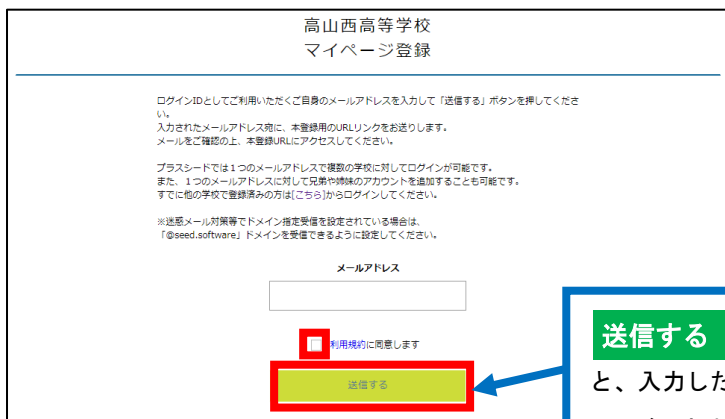 高山西高等学校
マイページ登録
ログインIDとしてご利用いただくご自身のメールアドレスを入力して「送信する」ボタンを押してくださ
い。
入力されたメールアドレス宛に、本登録用のURLリンクをお送りします。
メールをご確認の上、本登録URLにアクセスしてください。
プラスシードでは１つのメールアドレスで複数の学校に対してログインが可能です。
また、１つのメールアドレスに対して兄弟や姉妹のアカウントを追加することも可能です。
すでに他の学校で登録済みの方は[こちら]からログインしてください。
※迷惑メール対策等でドメイン指定受信を設定されている場合は、
「@seed.software」ドメインを受信できるように設定してください。
メールアドレス
利用規約に同意します
送信する
送信する
と、入力した